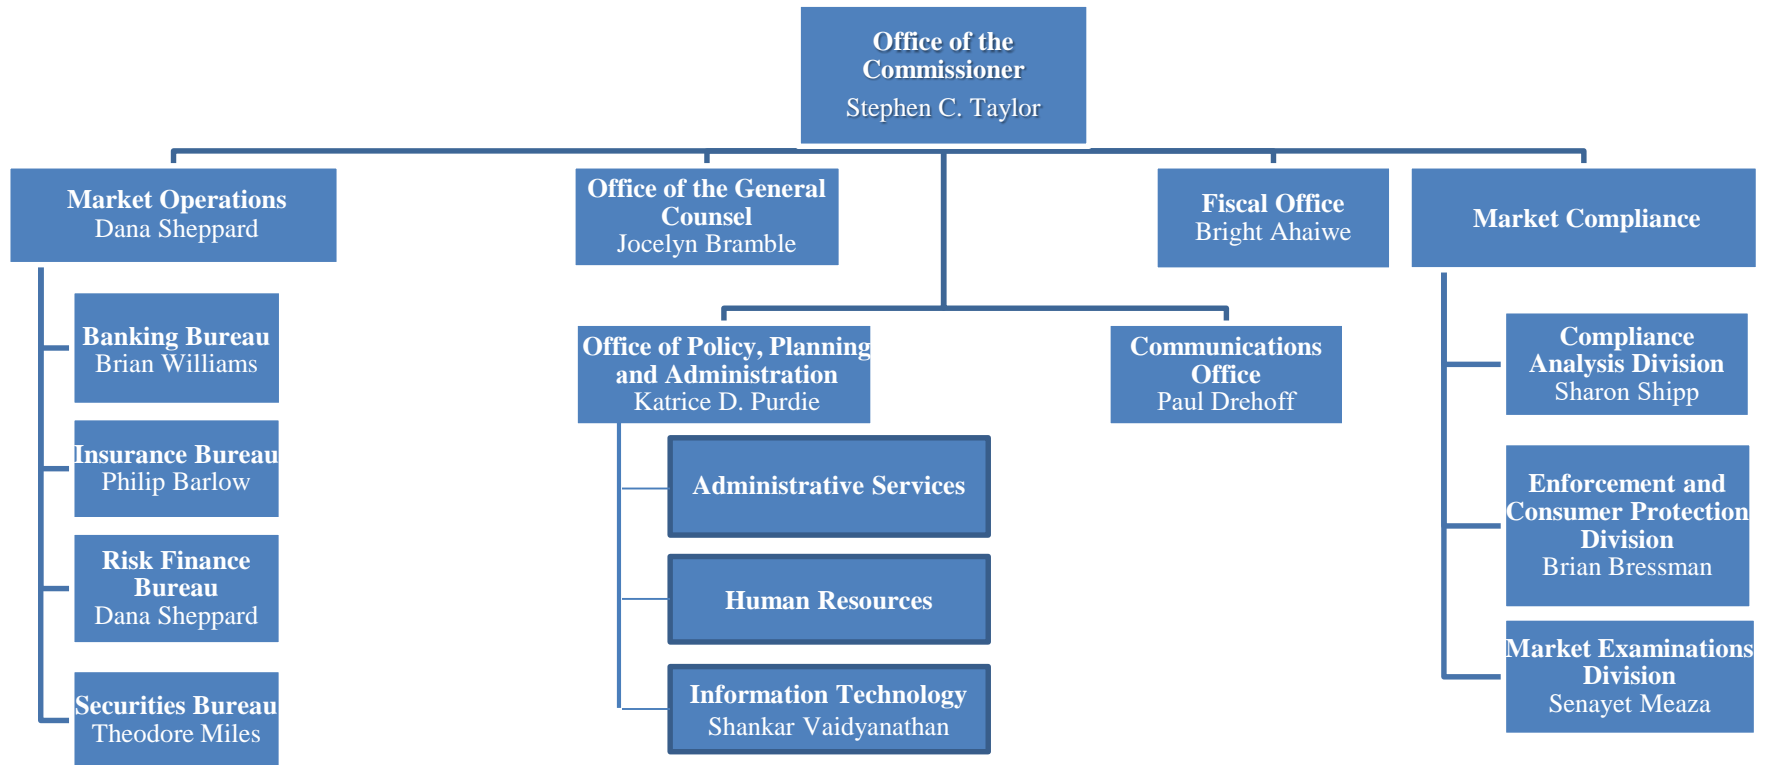 Office of the
Commissioner
Stephen C. Taylor
Market Operations
Dana Sheppard
Office of the General
Counsel
Jocelyn Bramble
Fiscal Office
Bright Ahaiwe
Market Compliance
Banking Bureau
Brian Williams
Insurance Bureau
Philip Barlow
Risk Finance
Bureau
Dana Sheppard
Securities Bureau
Theodore Miles
Office of Policy, Planning
and Administration
Katrice D. Purdie
Administrative Services
Human Resources
Information Technology
Shankar Vaidyanathan
Communications
Office
Paul Drehoff
Compliance
Analysis Division
Sharon Shipp
Enforcement and
Consumer Protection
Division
Brian Bressman
Market Examinations
Division
Senayet Meaza